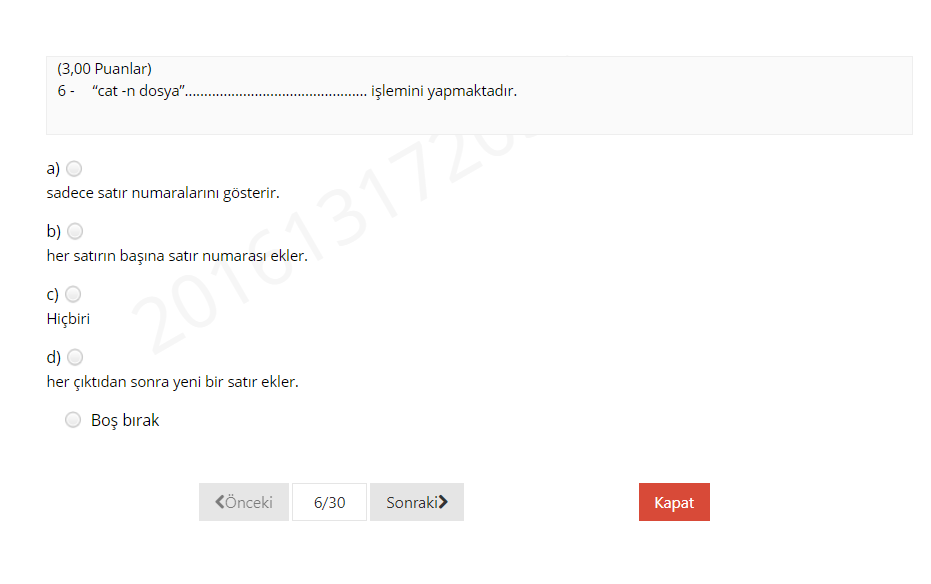 (3,00 Puanlar)
6 - “cat -n dosya”............................................... işlemini yapmaktadır.
a)
sadece satır numaralarını gösterir.
b)
her satırın başına satır numarası ekler.
c)
Hiçbiri
d)
her çıktıdan sonra yeni bir satır ekler.
Boş bırak
Önceki 6/30 Sonraki Kapat